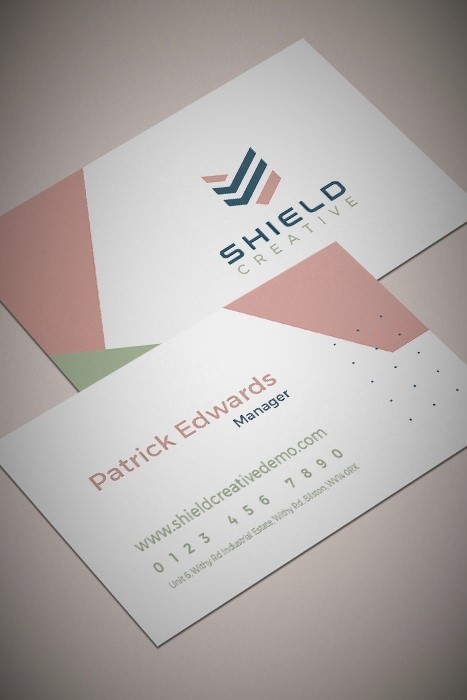 SHIELD
CREATIVE
Patrick Edwards
Manager
www.shieldcreativedemo.com
0123 456 7890
Unit 6, Withy Rd Industrial Estate, Withy Rd, Bilston, WV14 0RX